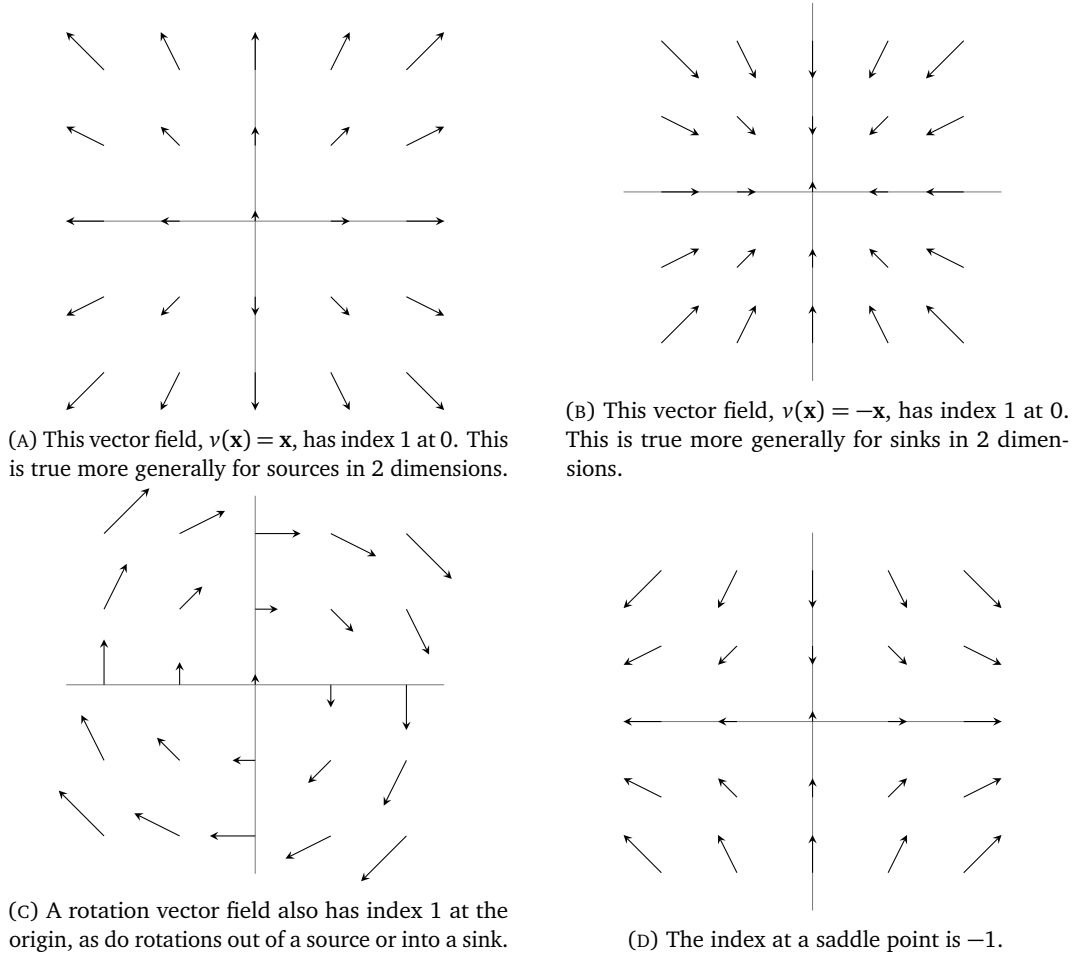 (A) This vector field, v(x) = x, has index 1 at 0. This
is true more generally for sources in 2 dimensions.
(B) This vector field, v(x) = −x, has index 1 at 0.
This is true more generally for sinks in 2 dimen-
sions.
(C) A rotation vector field also has index 1 at the
origin, as do rotations out of a source or into a sink.
(D) The index at a saddle point is −1.